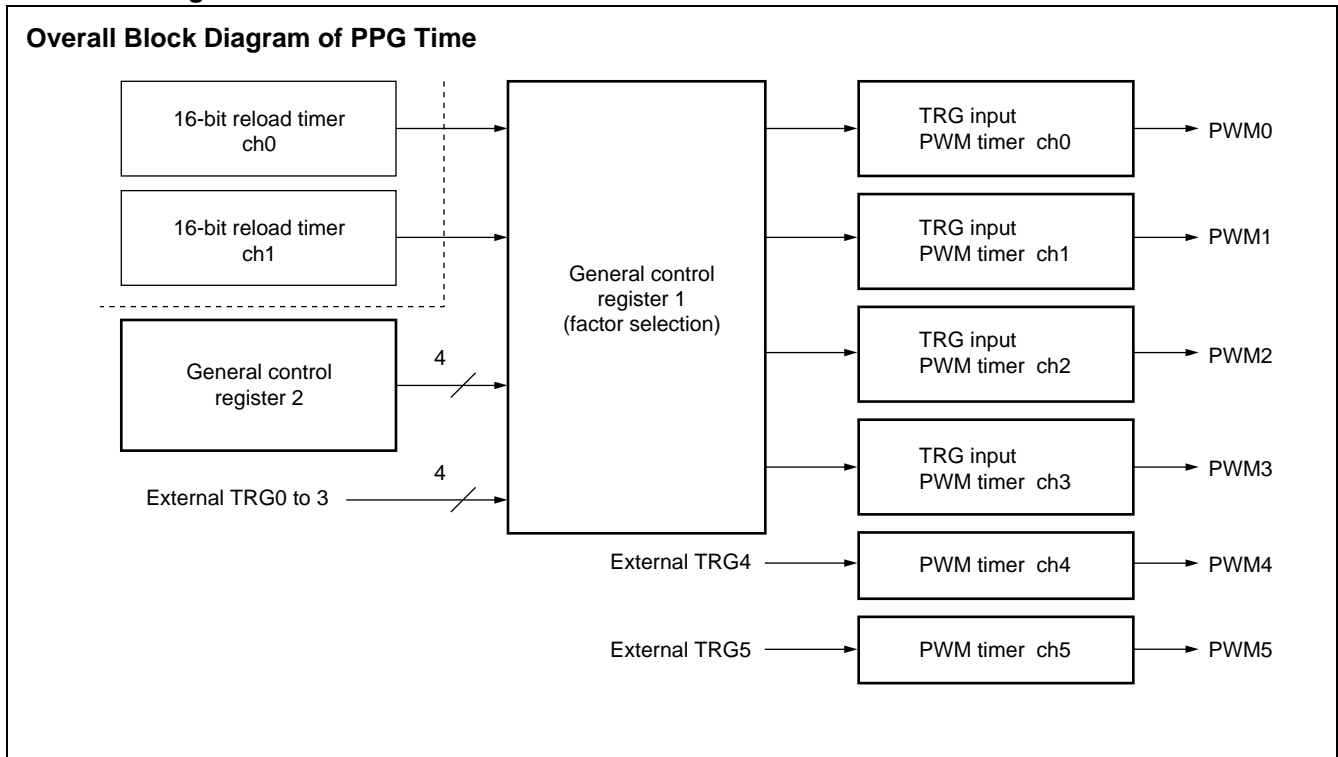 Overall Block Diagram of PPG Time
16-bit reload timer
ch0
16-bit reload timer
ch1
General control
register 2
4
External TRG0 to 3
4
General control
register 1
(factor selection)
TRG input
PWM timer ch0
PWM0
TRG input
PWM timer ch1
PWM1
TRG input
PWM timer ch2
PWM2
TRG input
PWM timer ch3
PWM3
External TRG4
PWM timer ch4
PWM4
External TRG5
PWM timer ch5
PWM5